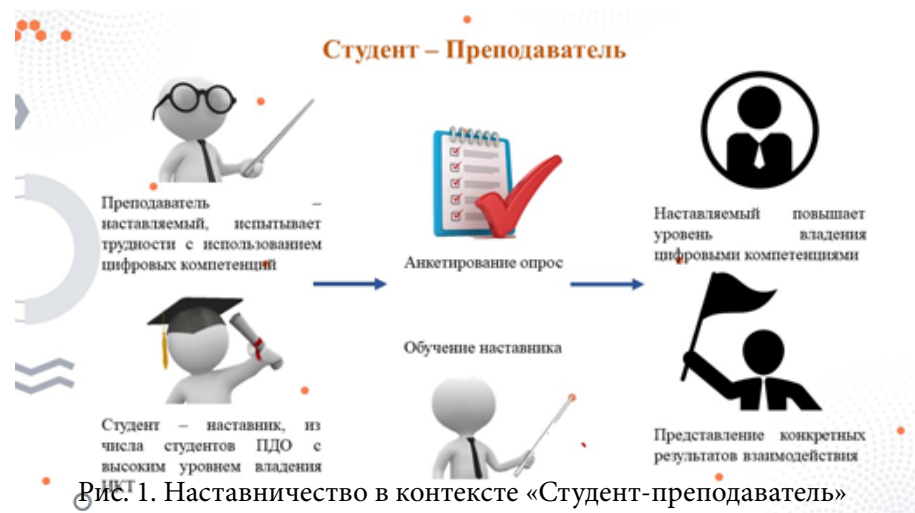 Студент – Преподаватель
Преподаватель –
наставляемый, испытывает
трудности с использованием
цифровых компетенций
Студент – наставник, из
числа студентов ПДО с
высоким уровнем владения
ИКТ
Анкетирование опрос
Обучение наставника
Наставляемый повышает
уровень владения
цифровыми компетенциями
Представление конкретных
результатов взаимодействия
Рис. 1. Наставничество в контексте «Студент-преподаватель»